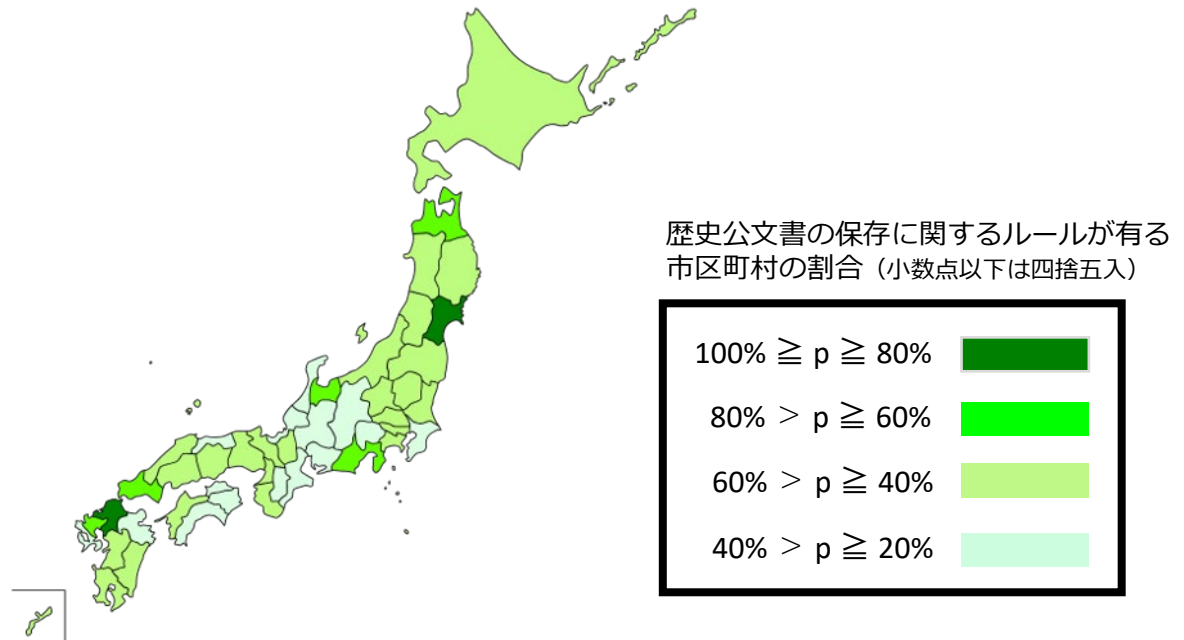 歴史公文書の保存に関するルールが有る
市区町村の割合（小数点以下は四捨五入）
100% ≧ p ≧ 80%
80% > p ≧ 60%
60% > p ≧ 40%
40% > p ≧ 20%